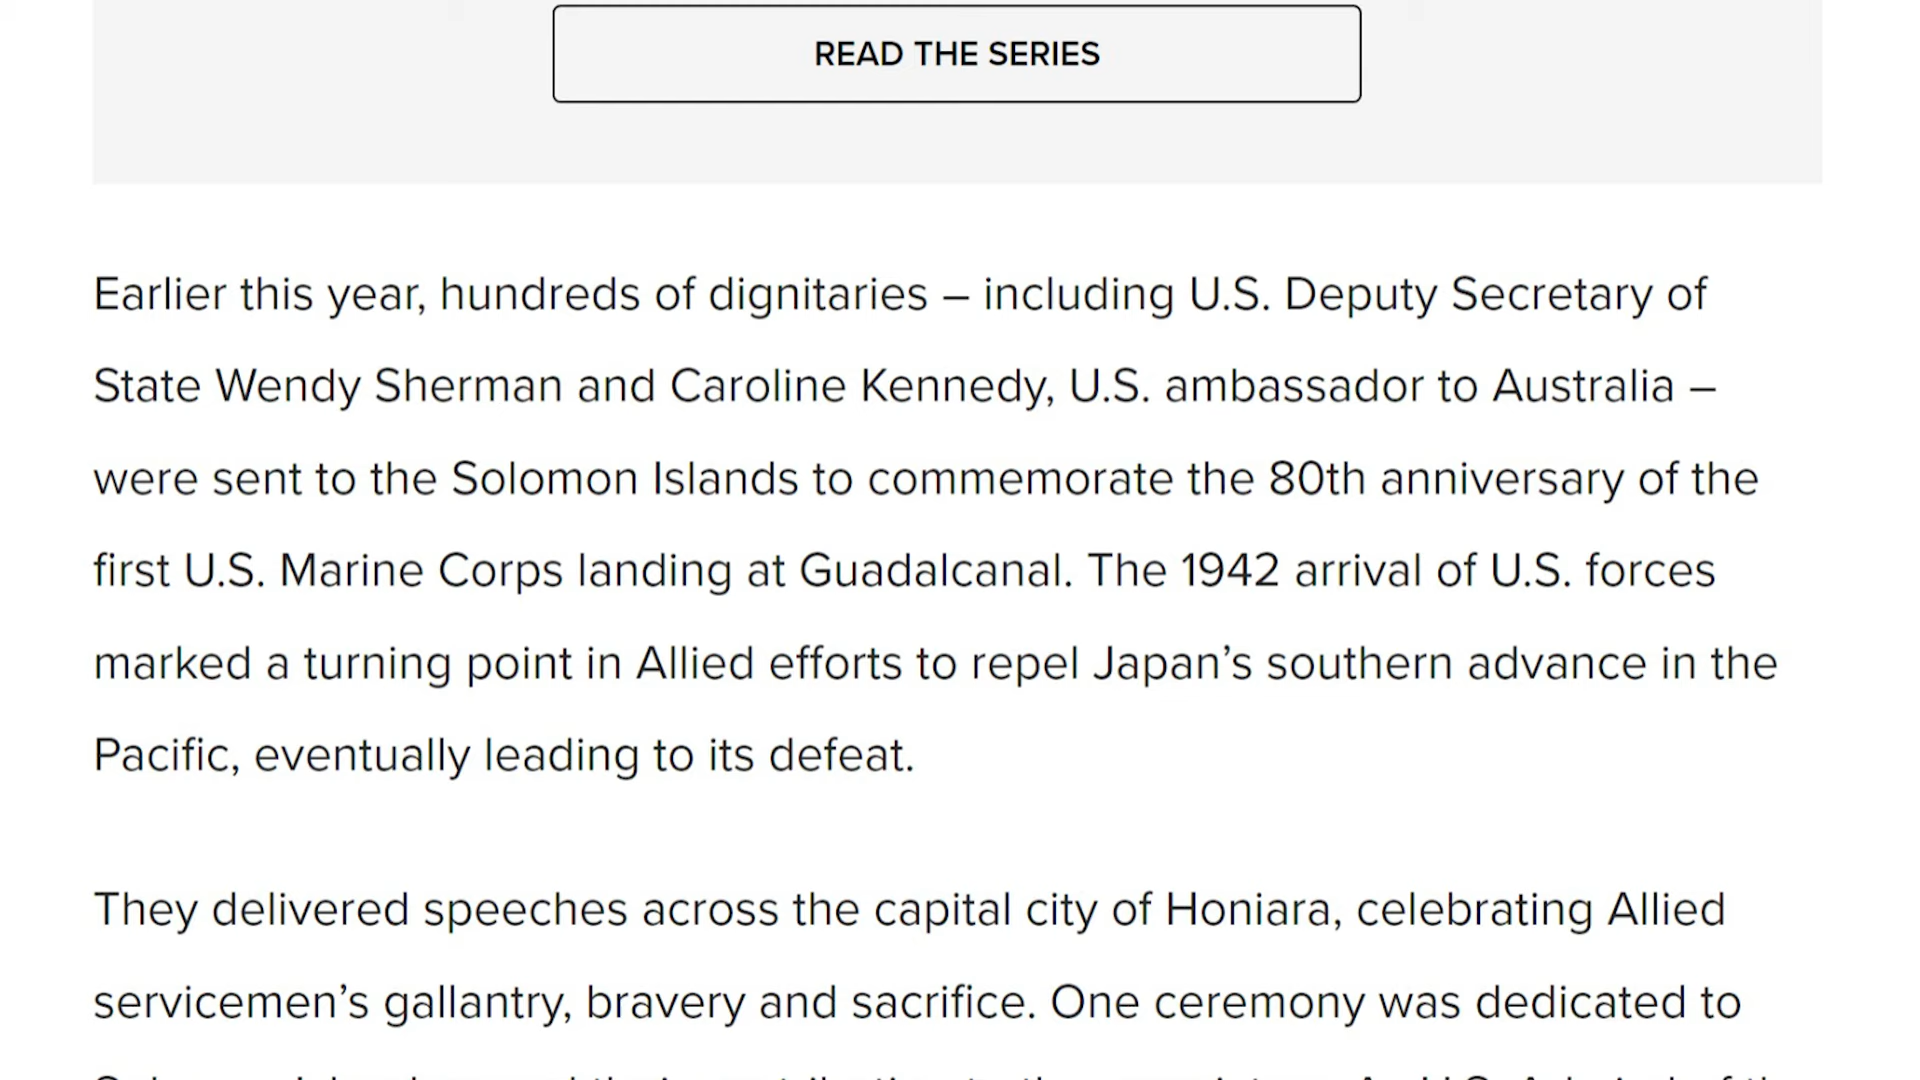 READ THE SERIES
Earlier this year, hundreds of dignitaries – including U.S. Deputy Secretary of
State Wendy Sherman and Caroline Kennedy, U.S. ambassador to Australia –
were sent to the Solomon Islands to commemorate the 80th anniversary of the
first U.S. Marine Corps landing at Guadalcanal. The 1942 arrival of U.S. forces
marked a turning point in Allied efforts to repel Japan’s southern advance in the
Pacific, eventually leading to its defeat.
They delivered speeches across the capital city of Honiara, celebrating Allied
servicemen’s gallantry, bravery and sacrifice. One ceremony was dedicated to